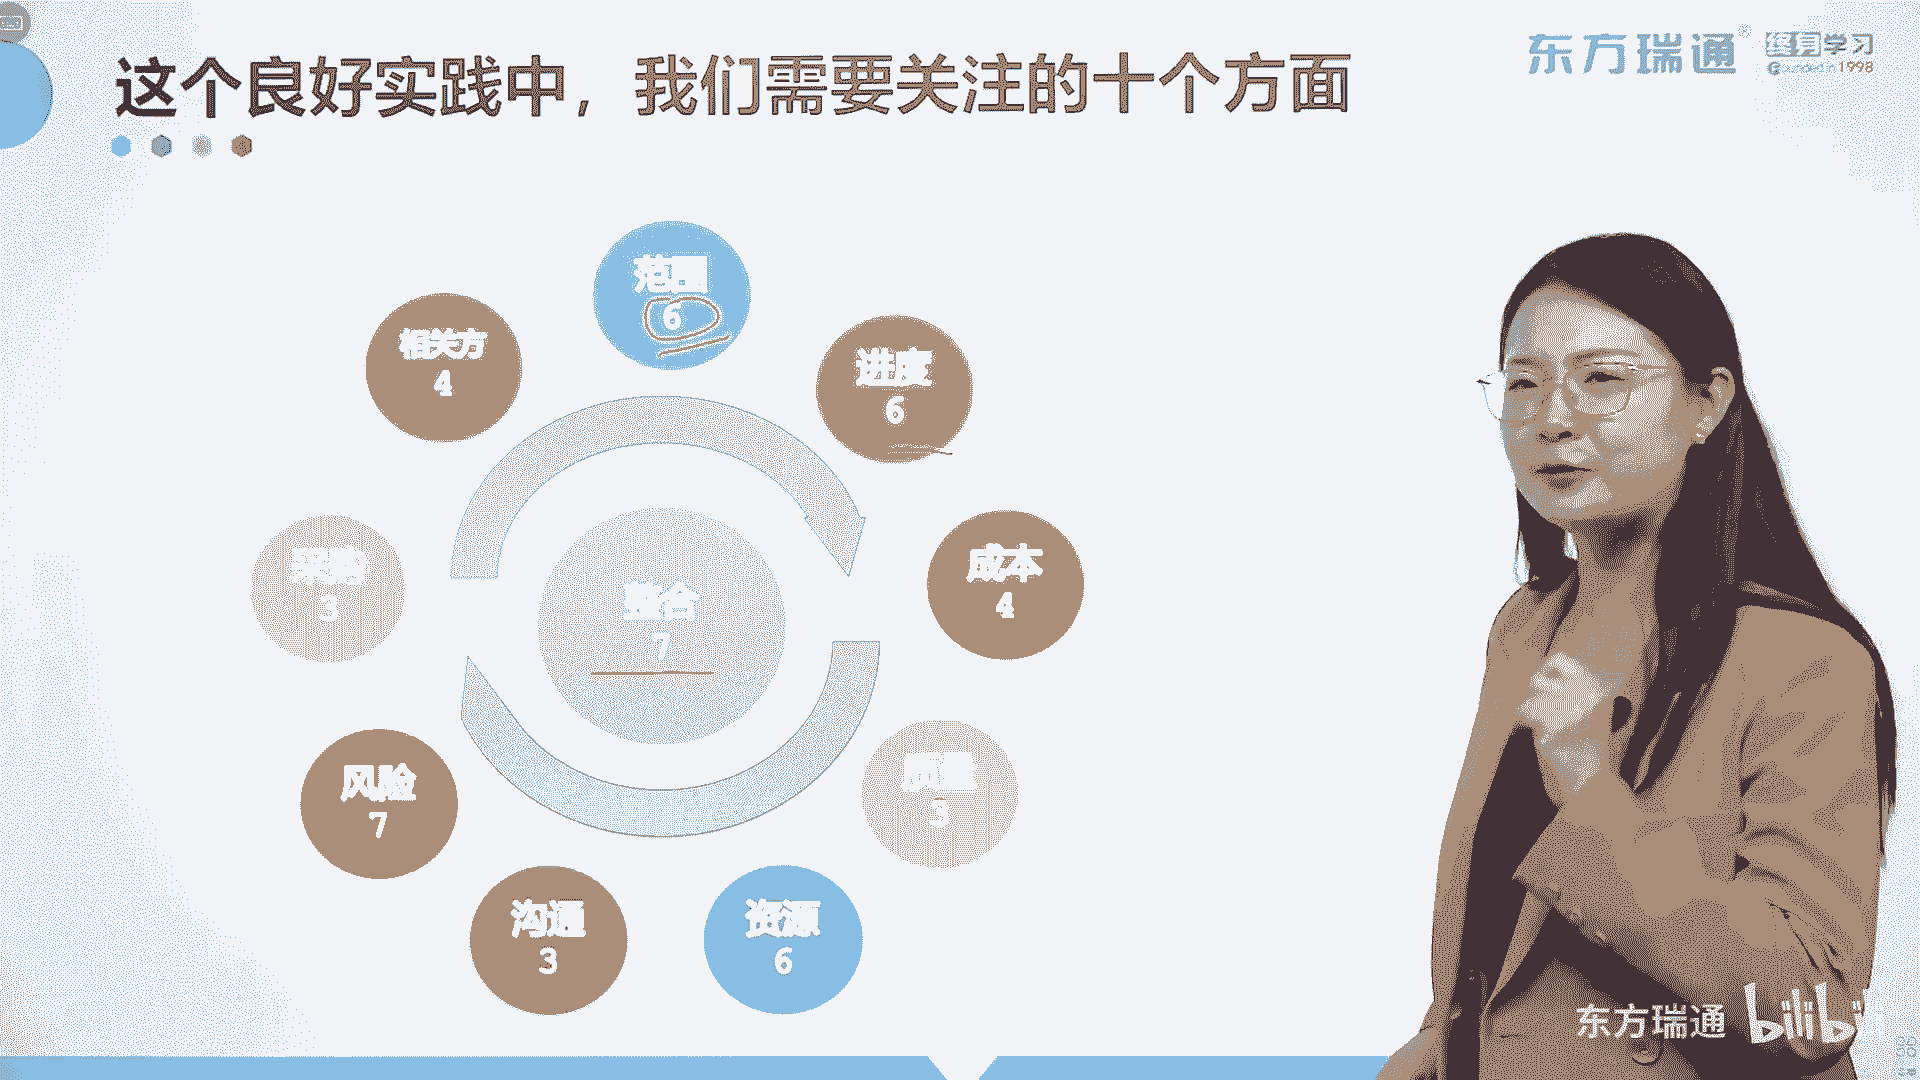 这个良好实践中，我们需要关注的十个方面
东方瑞通®
终身学习
Founded in 1998
范围
6
相关方
4
进度
6
采购
3
整合
7
成本
4
风险
7
质量
3
沟通
3
资源
6
东方瑞通
bilibili